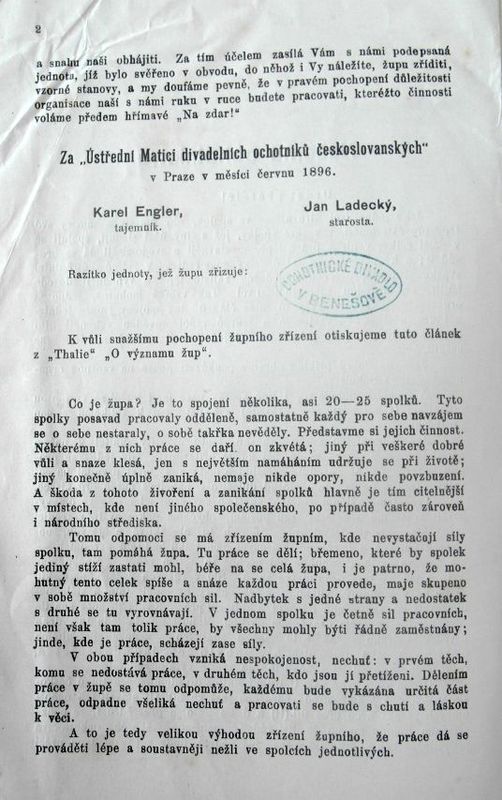 2
a snahu naši obhájiti. Za tím účelem zasílá Vám s námi podepsaná
jednota, jíž bylo svěřeno v obvodu, do něhož i Vy náležíte, župu zříditi,
vzorné stanovy, a my doufáme pevně, že v pravém pochopení důležitosti
organisace naší s námi ruku v ruce budete pracovati, kteréžto činnosti
voláme předem hřímavé „Na zdar!"
Za „Ústřední Matici divadelních ochotníků českoslovanských"
v Praze v měsíci červnu 1896.
Karel Engler,
tajemník.
Jan Ladecký,
starosta.
Razítko jednoty, jež župu zřizuje:
OCHOTNICKÉ DIVADLO
V BENEŠOVĚ
K vůli snažšímu pochopení župního zřízení otiskujeme tuto článek
z „Thalie" „O významu žup".
Co je župa? Je to spojení několika, asi 20—25 spolků. Tyto
spolky posavad pracovaly odděleně, samostatně každý pro sebe navzájem
se o sebe nestaraly, o sobě takřka nevěděly. Představme si jejich činnost.
Některému z nich práce se daří. on zkvétá; jiný při veškeré dobré
vůli a snaze klesá, jen s největším namáháním udržuje se při životě;
jiný konečně úplně zaniká, nemaje nikde opory, nikde povzbuzení.
A škoda z tohoto živoření a zanikání spolků hlavně je tím citelnější
v místech, kde není jiného společenského, po případě často zároveň
i národního střediska.
Tomu odpomoci se má zřízením župním, kde nevystačojí síly
spolku, tam pomáhá župa. Tu práce se dělí; břemeno, které by spolek
jediný stíží zastati mohl, béře na se celá župa, i je patrno, že mo-
hutný tento celek spíše a snáze každou práci provede, maje skupeno
v sobě množství pracovních sil. Nadbytek s jedné strany a nedostatek
s druhé se tu vyrovnávají. V jednom spolku je četně sil pracovních,
není však tam tolik práce, by všechny mohly býti řádně zaměstnány;
jinde, kde je práce, scházejí zase síly.
V obou případech vzniká nespokojenost, nechuť: v prvém těch,
komu se nedostává práce, v druhém těch, kdo jsou jí přetíženi. Dělením
práce v župě se tomu odpomůže, každému bude vykázána určitá část
práce, odpadne všeliká nechuť a pracovati se bude s chutí a láskou
k věci.
A to je tedy velikou výhodou zřízení župního, že práce dá se
prováděti lépe a soustavněji nežli ve spolcích jednotlivých.